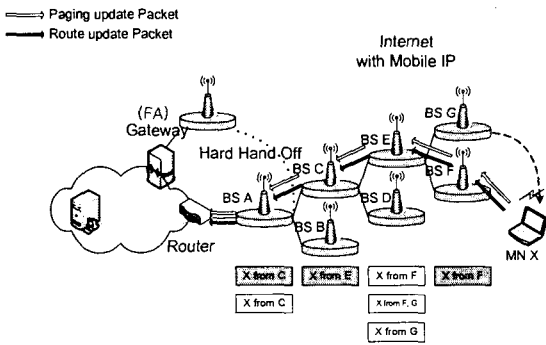 Paging update Packet
Route update Packet
Internet
with Mobile IP
(FA)
Gateway
Hard Hand-Off
BS G
BS E
BS C
BS F
BS A
BS D
BS B
Router
MN X
X from C
X from E
X from F
X from F
X from C
X from F, G
X from G